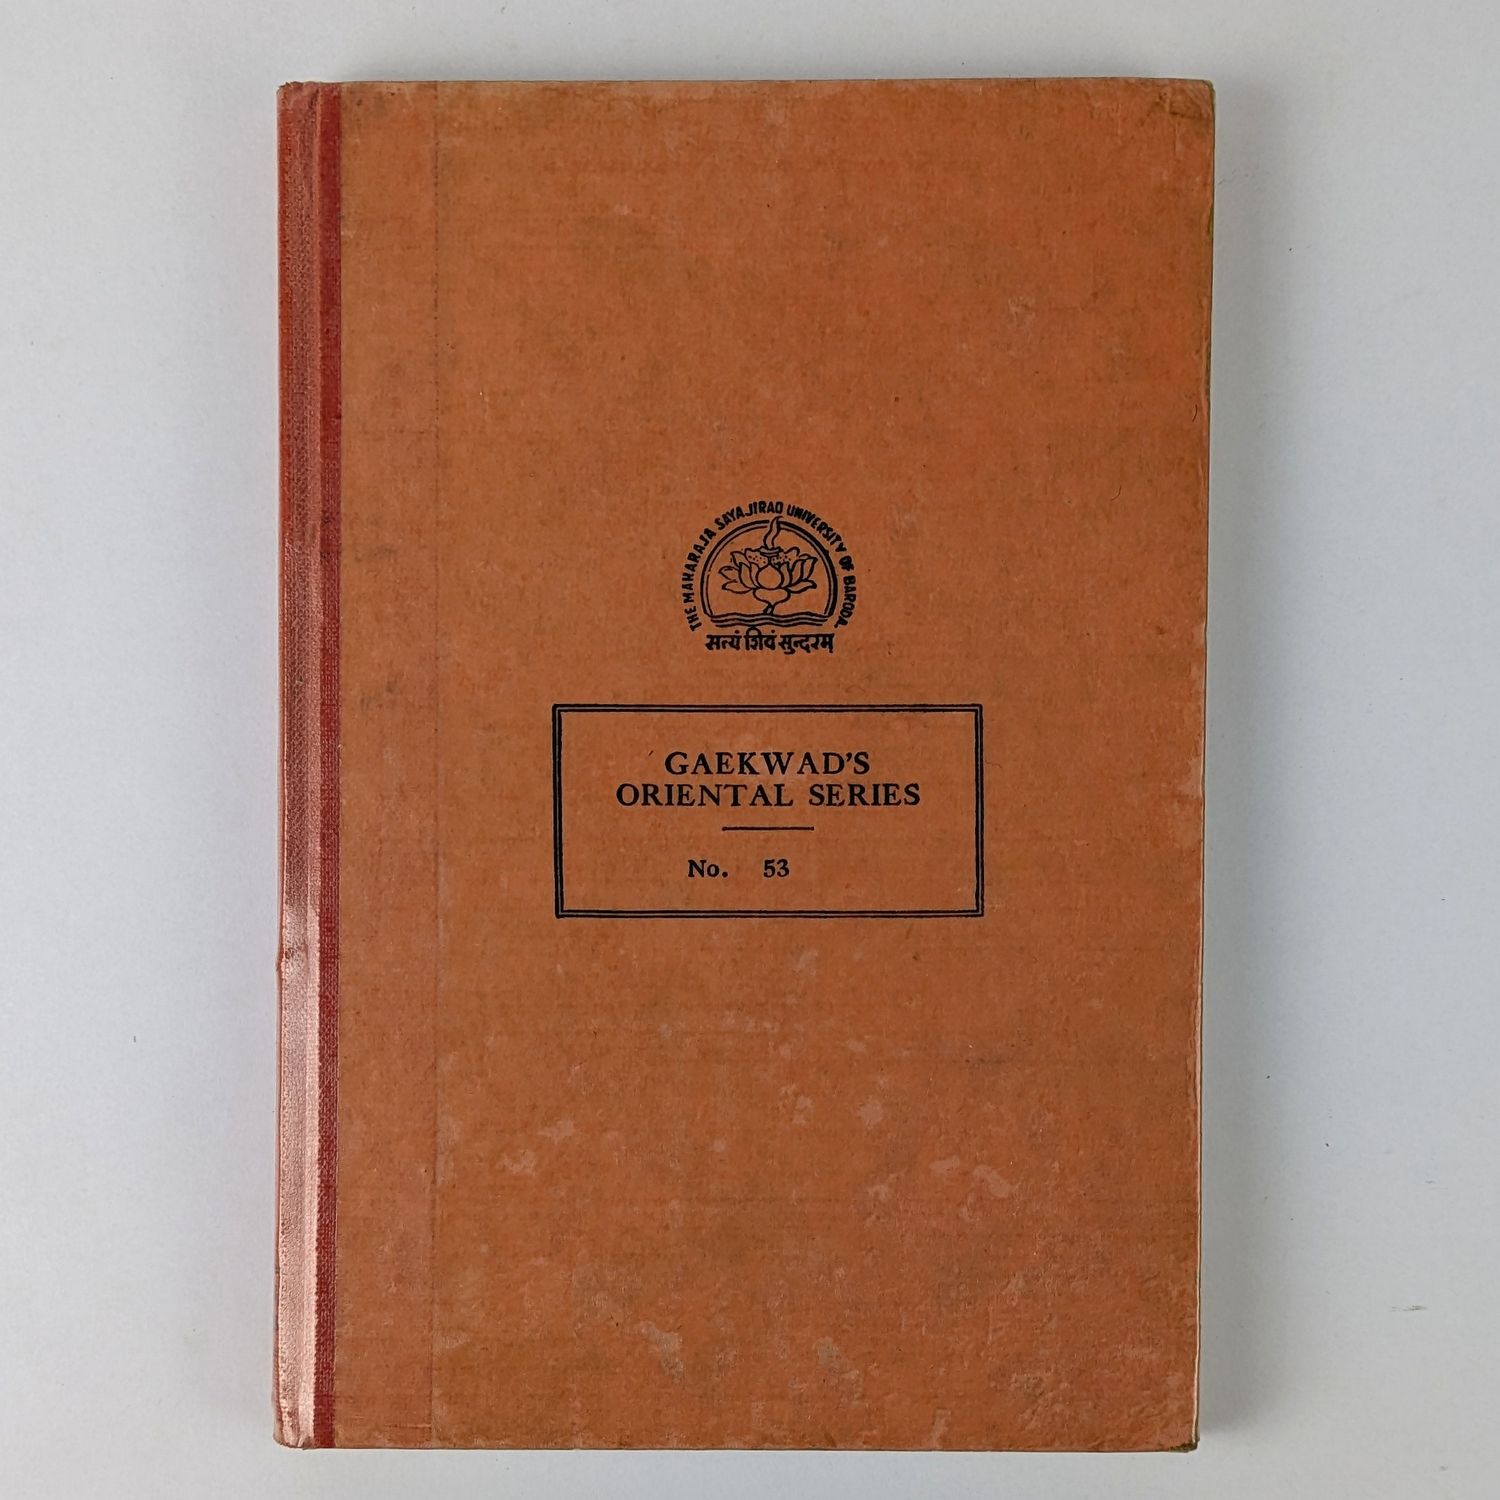 THE MAHARAJA SAYAJIRAO UNIVERSITY OF BARODA.
सत्यं शिवं सुन्दरम्
GAEKWAD'S
ORIENTAL SERIES
No. 53